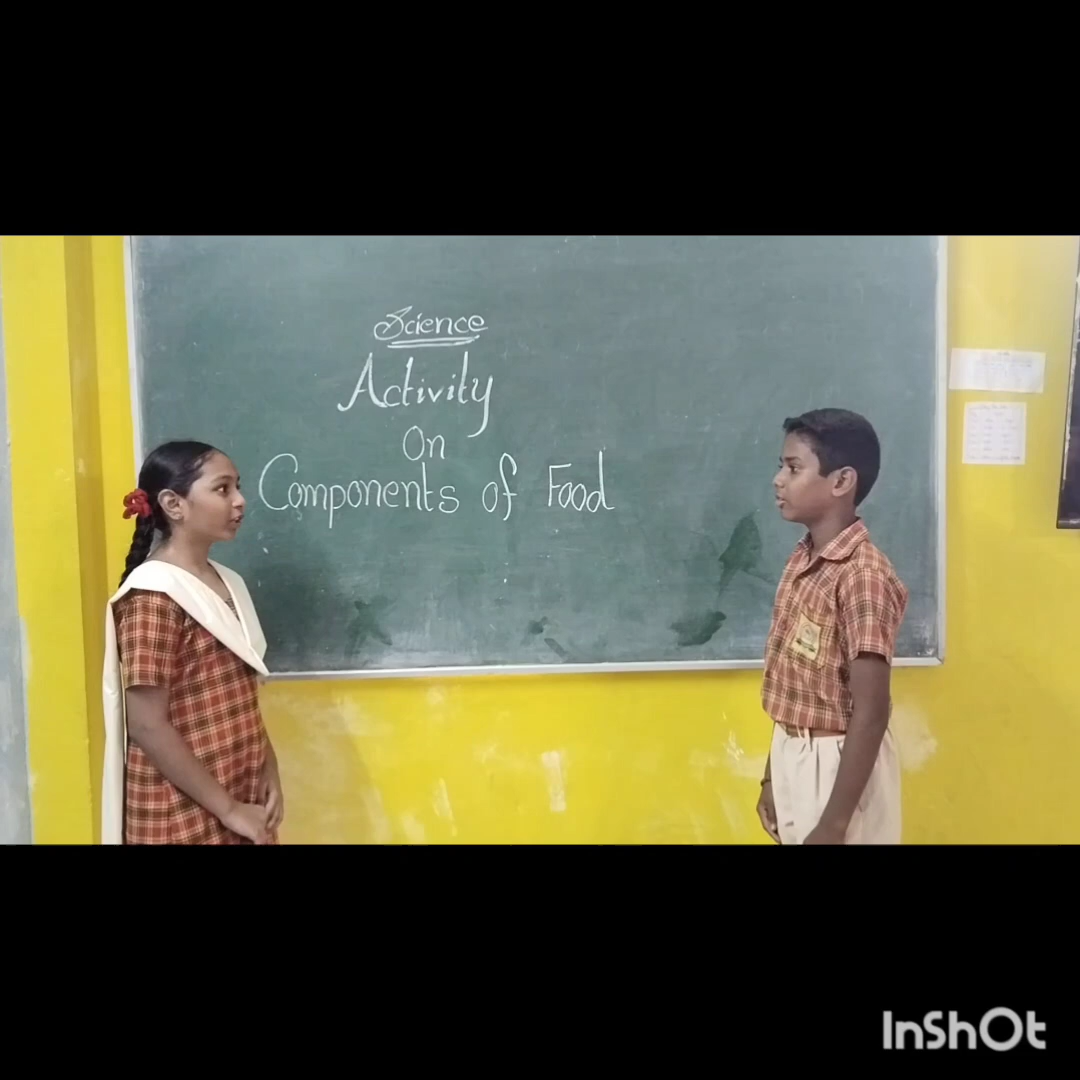 Science
Activity
On
Components of Food
InShOt